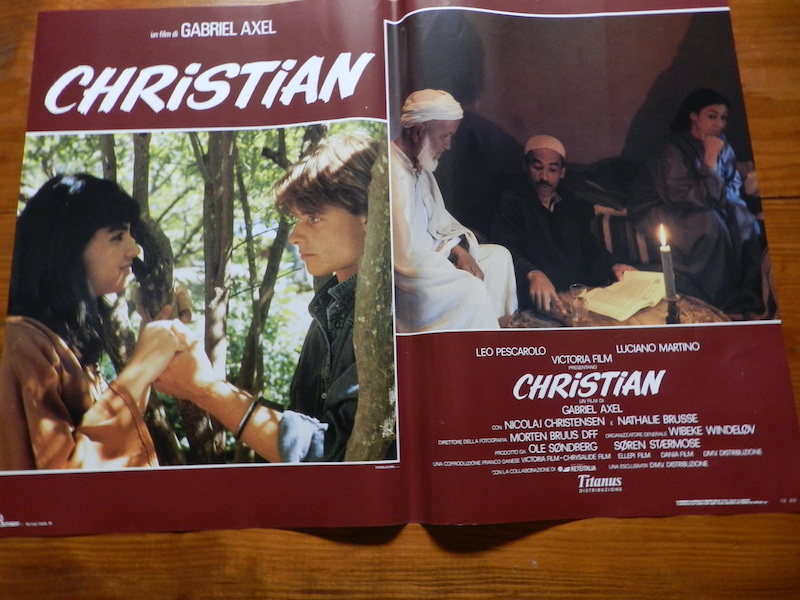 un film di GABRIEL AXEL
CHRiSTiAN
LEO PESCAROLO LUCIANO MARTINO
VICTORIA FILM
PRESENTANO
CHRiSTiAN
UN FILM DI
GABRIEL AXEL
CON NICOLAI CHRISTENSEN E NATHALIE BRUSSE
DIRETTORE DELLA FOTOGRAFIA MORTEN BRUUS DFF ORGANIZZATORE GENERALE WIBEKE WINDELØV
PRODOTTO DA OLE SØNDBERG SØREN STÆRMOSE
UNA COPRODUZIONE FRANCO DANESE VICTORIA FILM-CHRYSALIDE FILM ELLEPI FILM DANIA FILM D.M.V. DISTRIBUZIONE
CON LA COLLABORAZIONE DI RETEITALIA UNA ESCLUSIVITÀ D.M.V. DISTRIBUZIONE
Titanus
DISTRIBUZIONE